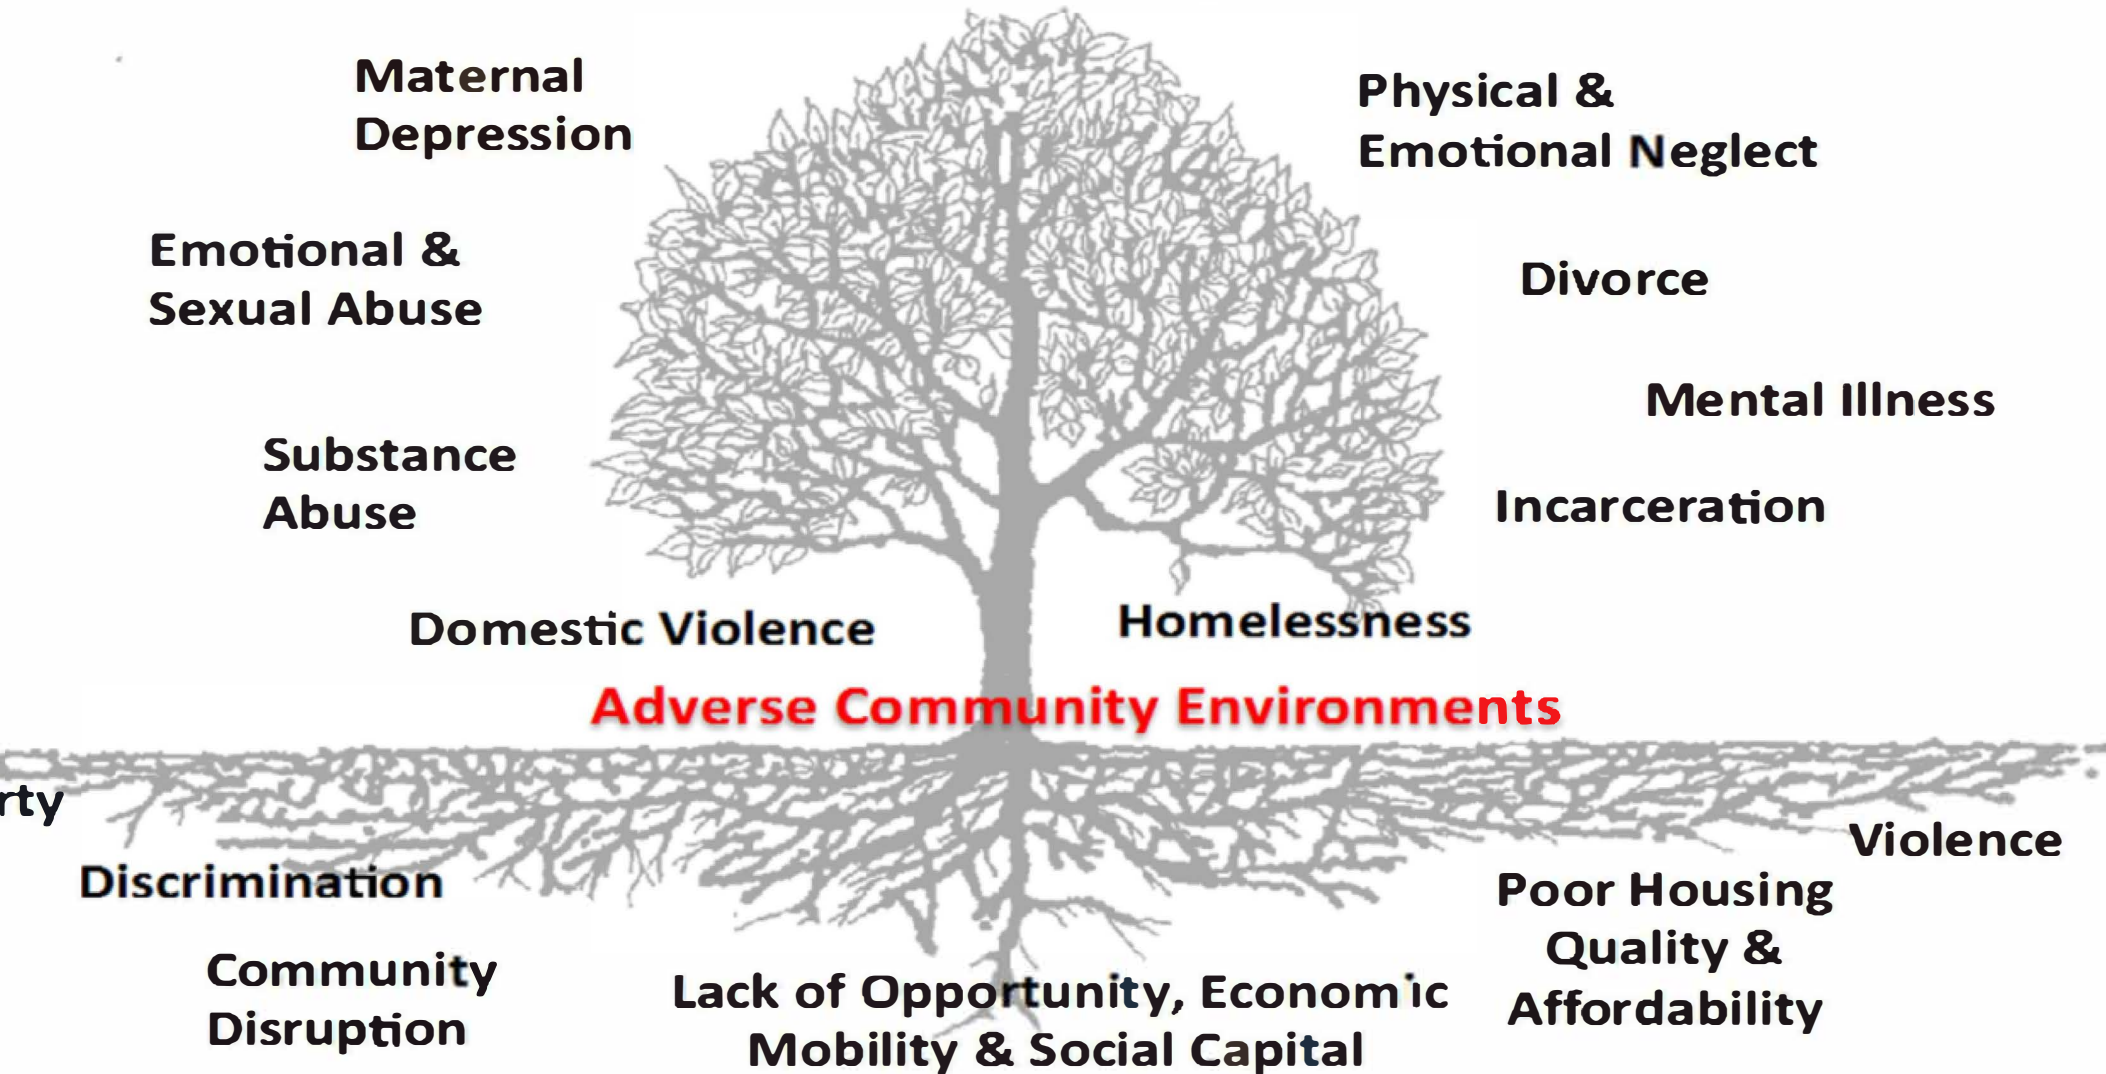 Maternal
Depression
Physical &
Emotional Neglect
Emotional &
Sexual Abuse
Divorce
Mental Illness
Substance
Abuse
Incarceration
Domestic Violence
Homelessness
Adverse Community Environments
rty
Violence
Discrimination
Poor Housing
Quality &
Affordability
Community
Disruption
Lack of Opportunity, Economic
Mobility & Social Capital